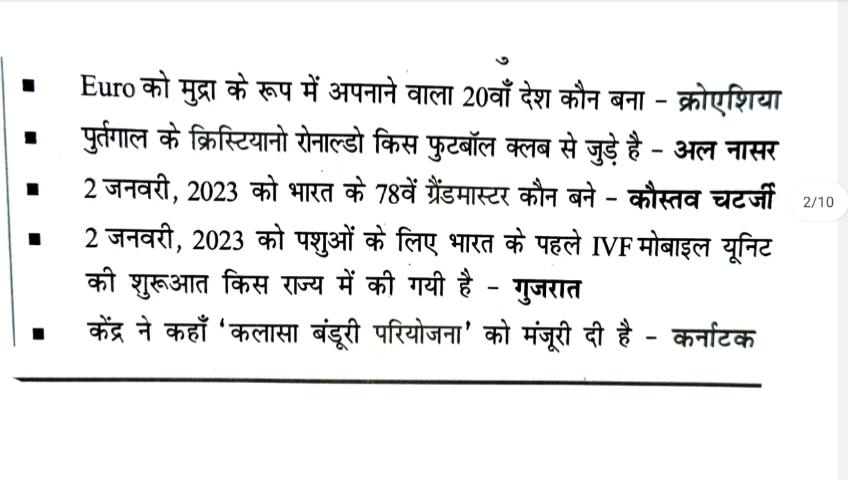 ■ Euro को मुद्रा के रूप में अपनाने वाला 20वाँ देश कौन बना – क्रोएशिया
■ पुर्तगाल के क्रिस्टियानो रोनाल्डो किस फुटबॉल क्लब से जुड़े है – अल नासर
■ 2 जनवरी, 2023 को भारत के 78वें ग्रैंडमास्टर कौन बने – कौस्तव चटर्जी
2/10
■ 2 जनवरी, 2023 को पशुओं के लिए भारत के पहले IVF मोबाइल यूनिट
की शुरूआत किस राज्य में की गयी है – गुजरात
■ केंद्र ने कहाँ ‘कलासा बंडूरी परियोजना’ को मंजूरी दी है – कर्नाटक